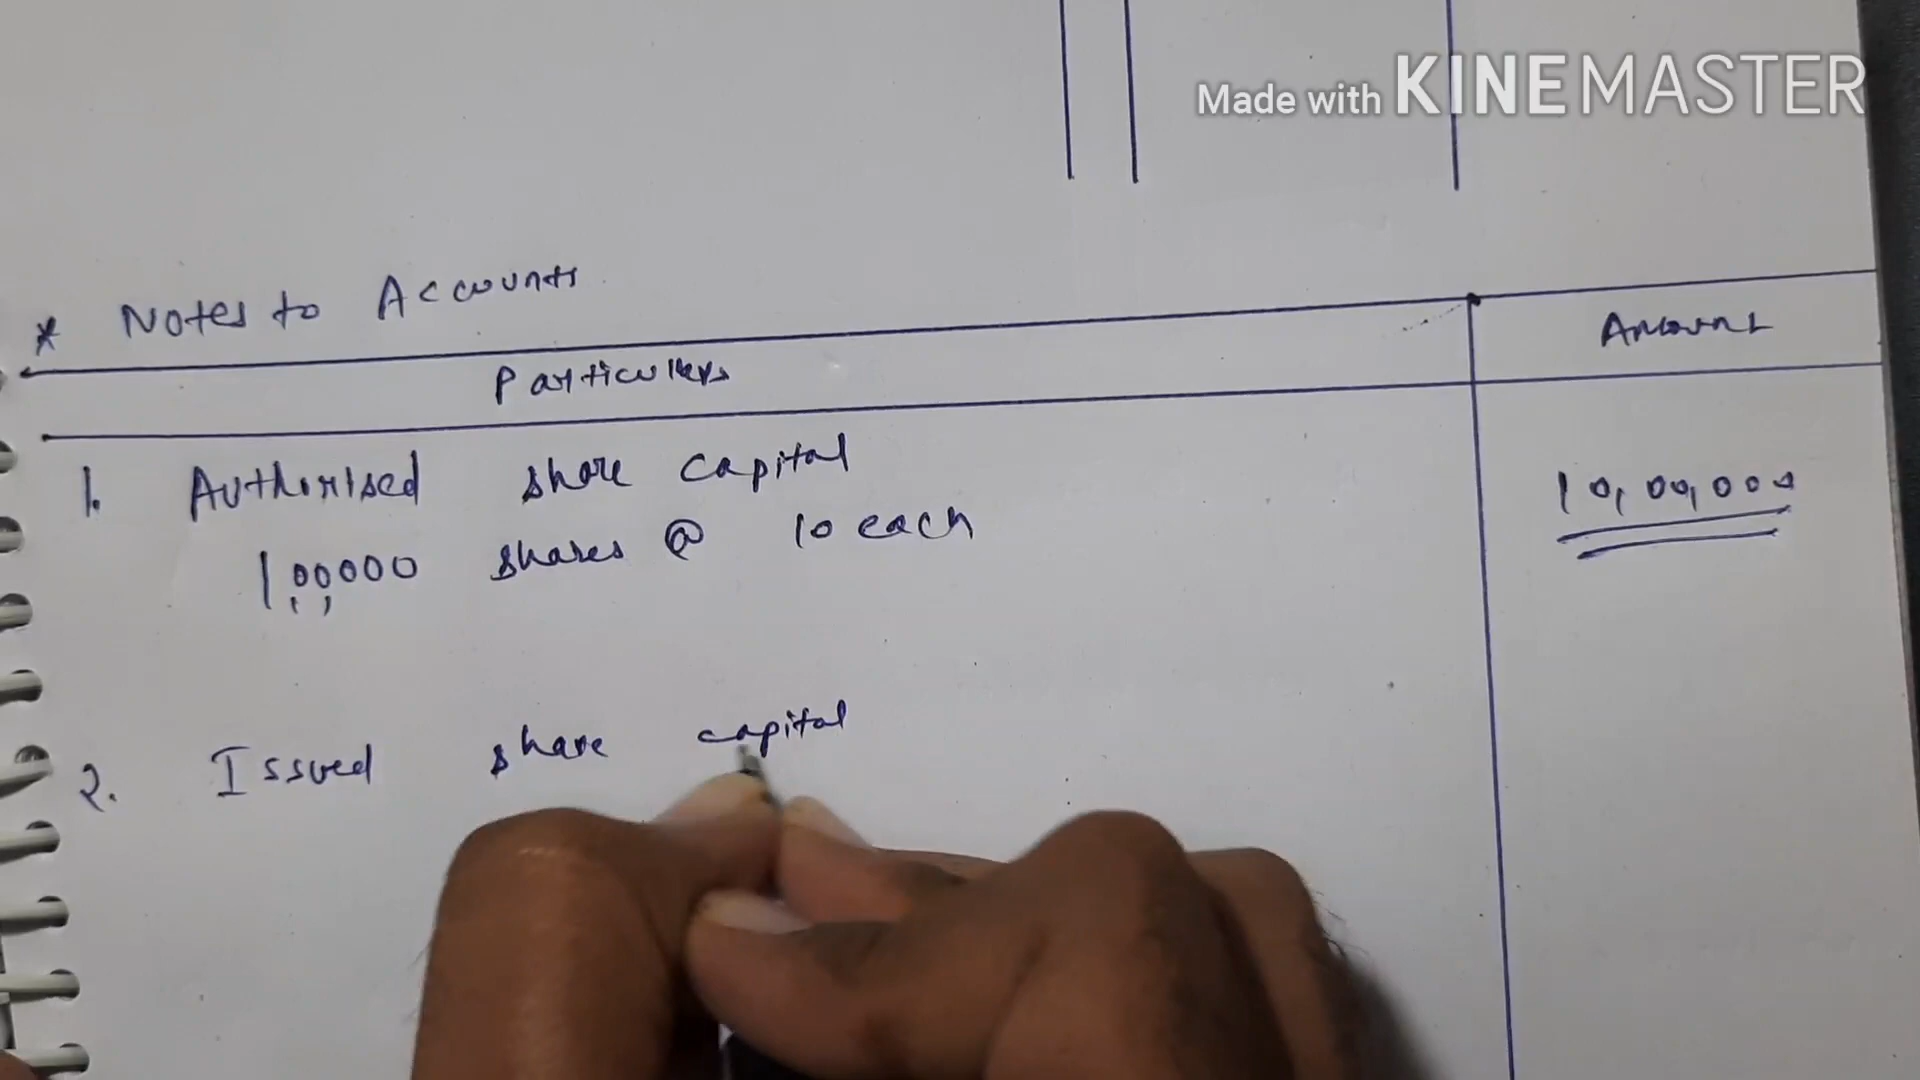 Made with KINEMASTER
* Notes to Accounts
Particulars
Amount
1. Authorised share capital
1,00,000 shares @ 10 each
10,00,000
2. Issued share capital